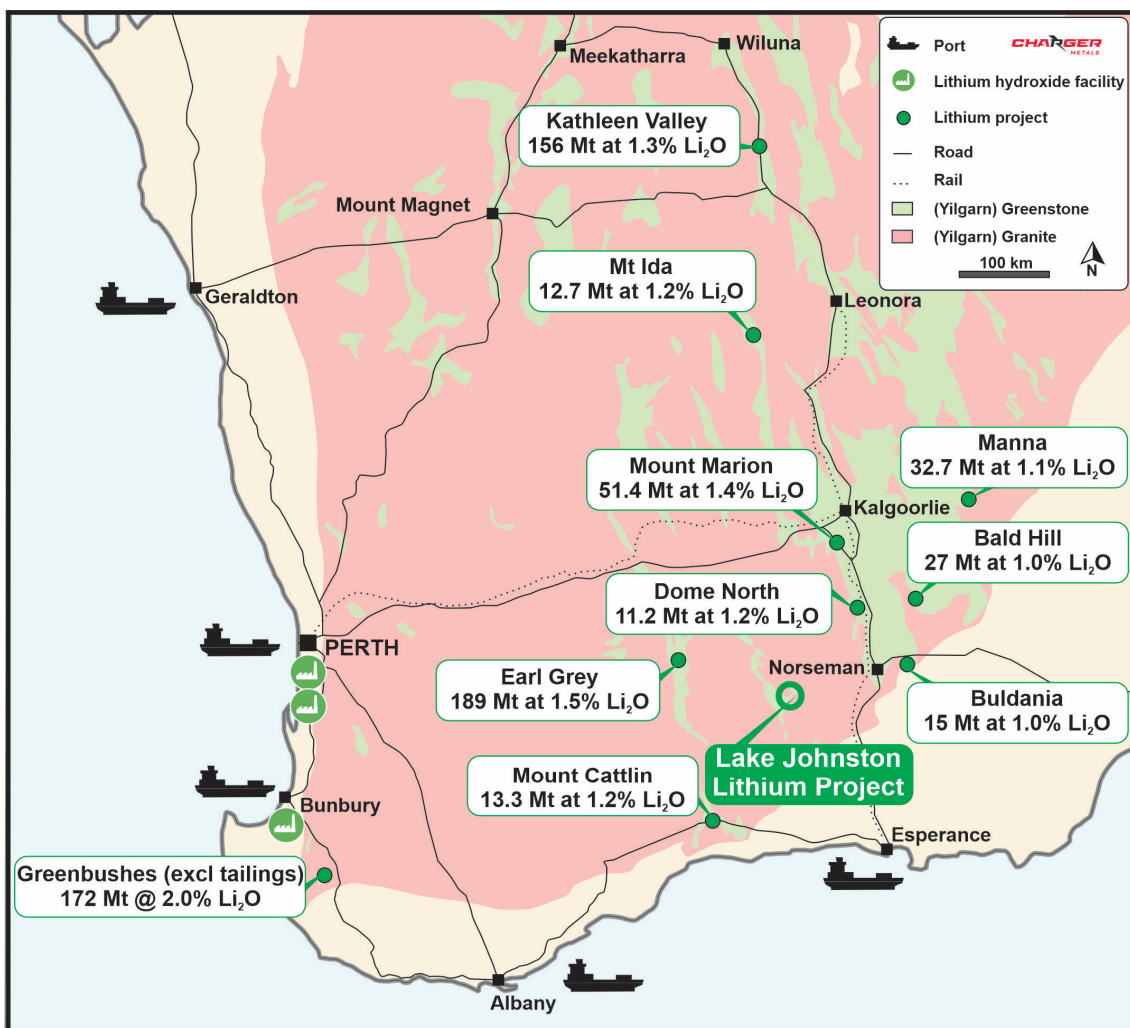 Port
CHARGER
METALS
Lithium hydroxide facility
Lithium project
Road
Rail
(Yilgarn) Greenstone
(Yilgarn) Granite
100 km
N
Meekatharra
Wiluna
Kathleen Valley
156 Mt at 1.3% Li₂O
Mount Magnet
Mt Ida
12.7 Mt at 1.2% Li₂O
Geraldton
Leonora
Manna
32.7 Mt at 1.1% Li₂O
Mount Marion
51.4 Mt at 1.4% Li₂O
Kalgoorlie
Bald Hill
27 Mt at 1.0% Li₂O
Dome North
11.2 Mt at 1.2% Li₂O
PERTH
Earl Grey
189 Mt at 1.5% Li₂O
Norseman
Buldania
15 Mt at 1.0% Li₂O
Lake Johnston
Lithium Project
Mount Cattlin
13.3 Mt at 1.2% Li₂O
Bunbury
Esperance
Greenbushes (excl tailings)
172 Mt @ 2.0% Li₂O
Albany